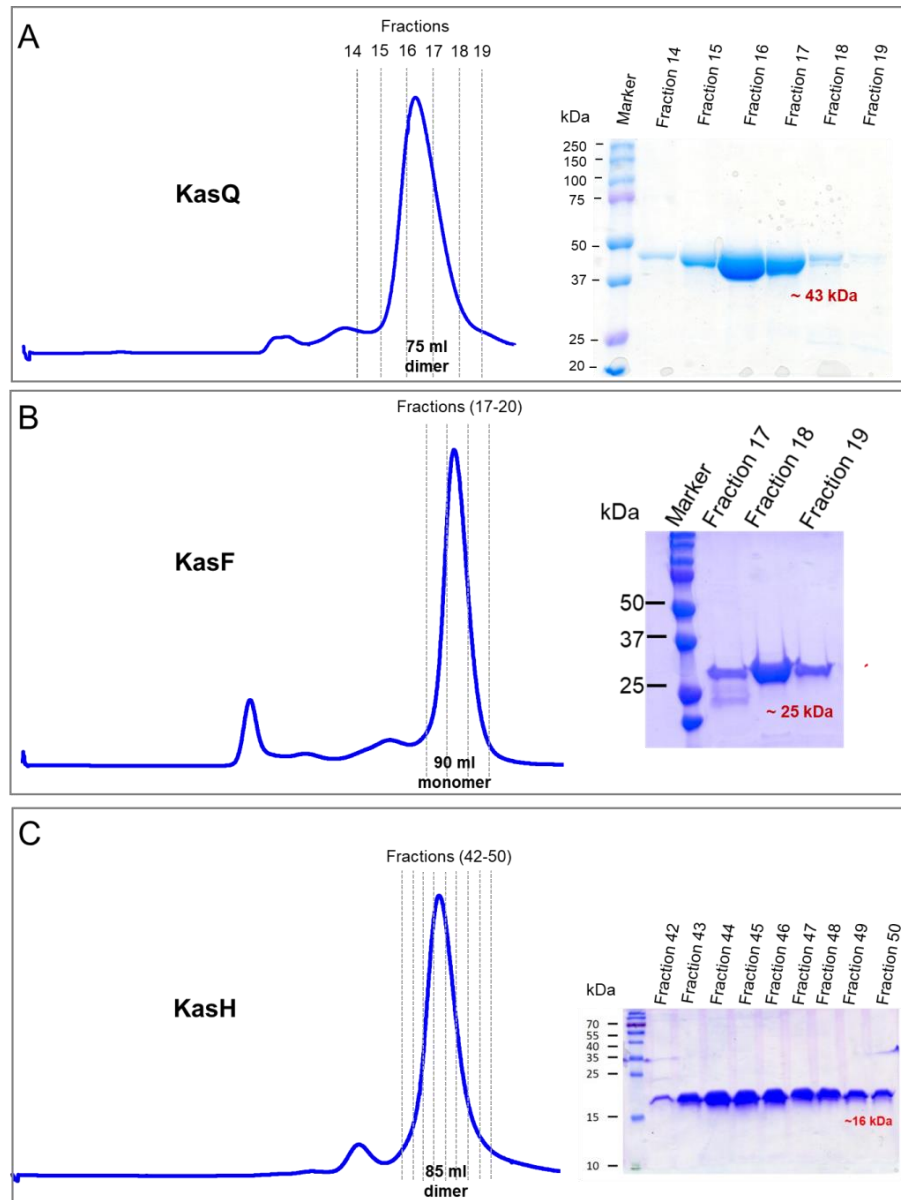 A
Fractions
14 15 16 17 18 19
KasQ
75 ml
dimer
kDa
Marker
Fraction 14
Fraction 15
Fraction 16
Fraction 17
Fraction 18
Fraction 19
250
150
100
75
50
37
25
20
~ 43 kDa
B
Fractions (17-20)
KasF
90 ml
monomer
kDa
Marker
Fraction 17
Fraction 18
Fraction 19
50
37
25
~ 25 kDa
C
Fractions (42-50)
KasH
85 ml
dimer
kDa
Fraction 42
Fraction 43
Fraction 44
Fraction 45
Fraction 46
Fraction 47
Fraction 48
Fraction 49
Fraction 50
70
55
40
35
25
15
10
~16 kDa